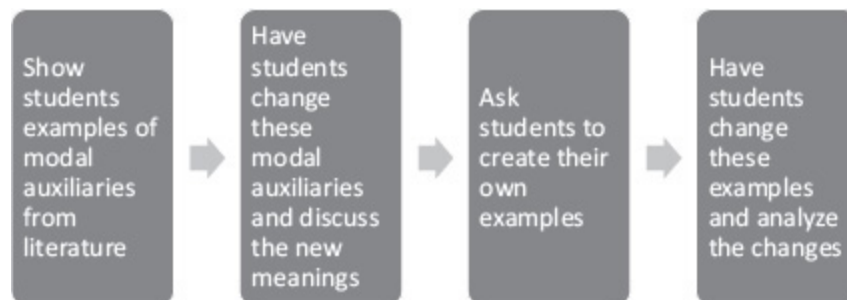 Show
students
examples of
modal
auxiliaries
from
literature
Have
students
change
these
modal
auxiliaries
and discuss
the new
meanings
Ask
students to
create their
own
examples
Have
students
change
these
examples
and analyze
the changes